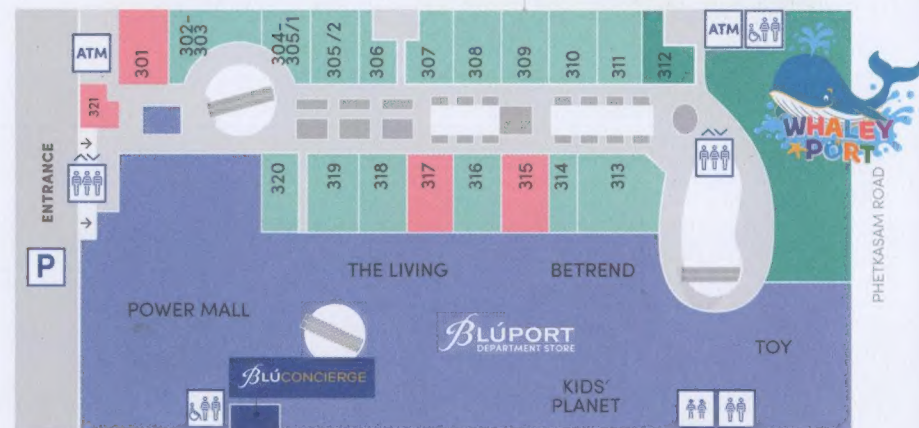 ATM
301
302-
303
304-
305/1
305/2
306
307
308
309
310
311
312
ATM
WHALEY
PORT
321
ENTRANCE
320
319
318
317
316
315
314
313
PHETKASAM ROAD
P
THE LIVING
BETREND
POWER MALL
BLÚPORT
DEPARTMENT STORE
TOY
BLÚCONCIERGE
KIDS'
PLANET